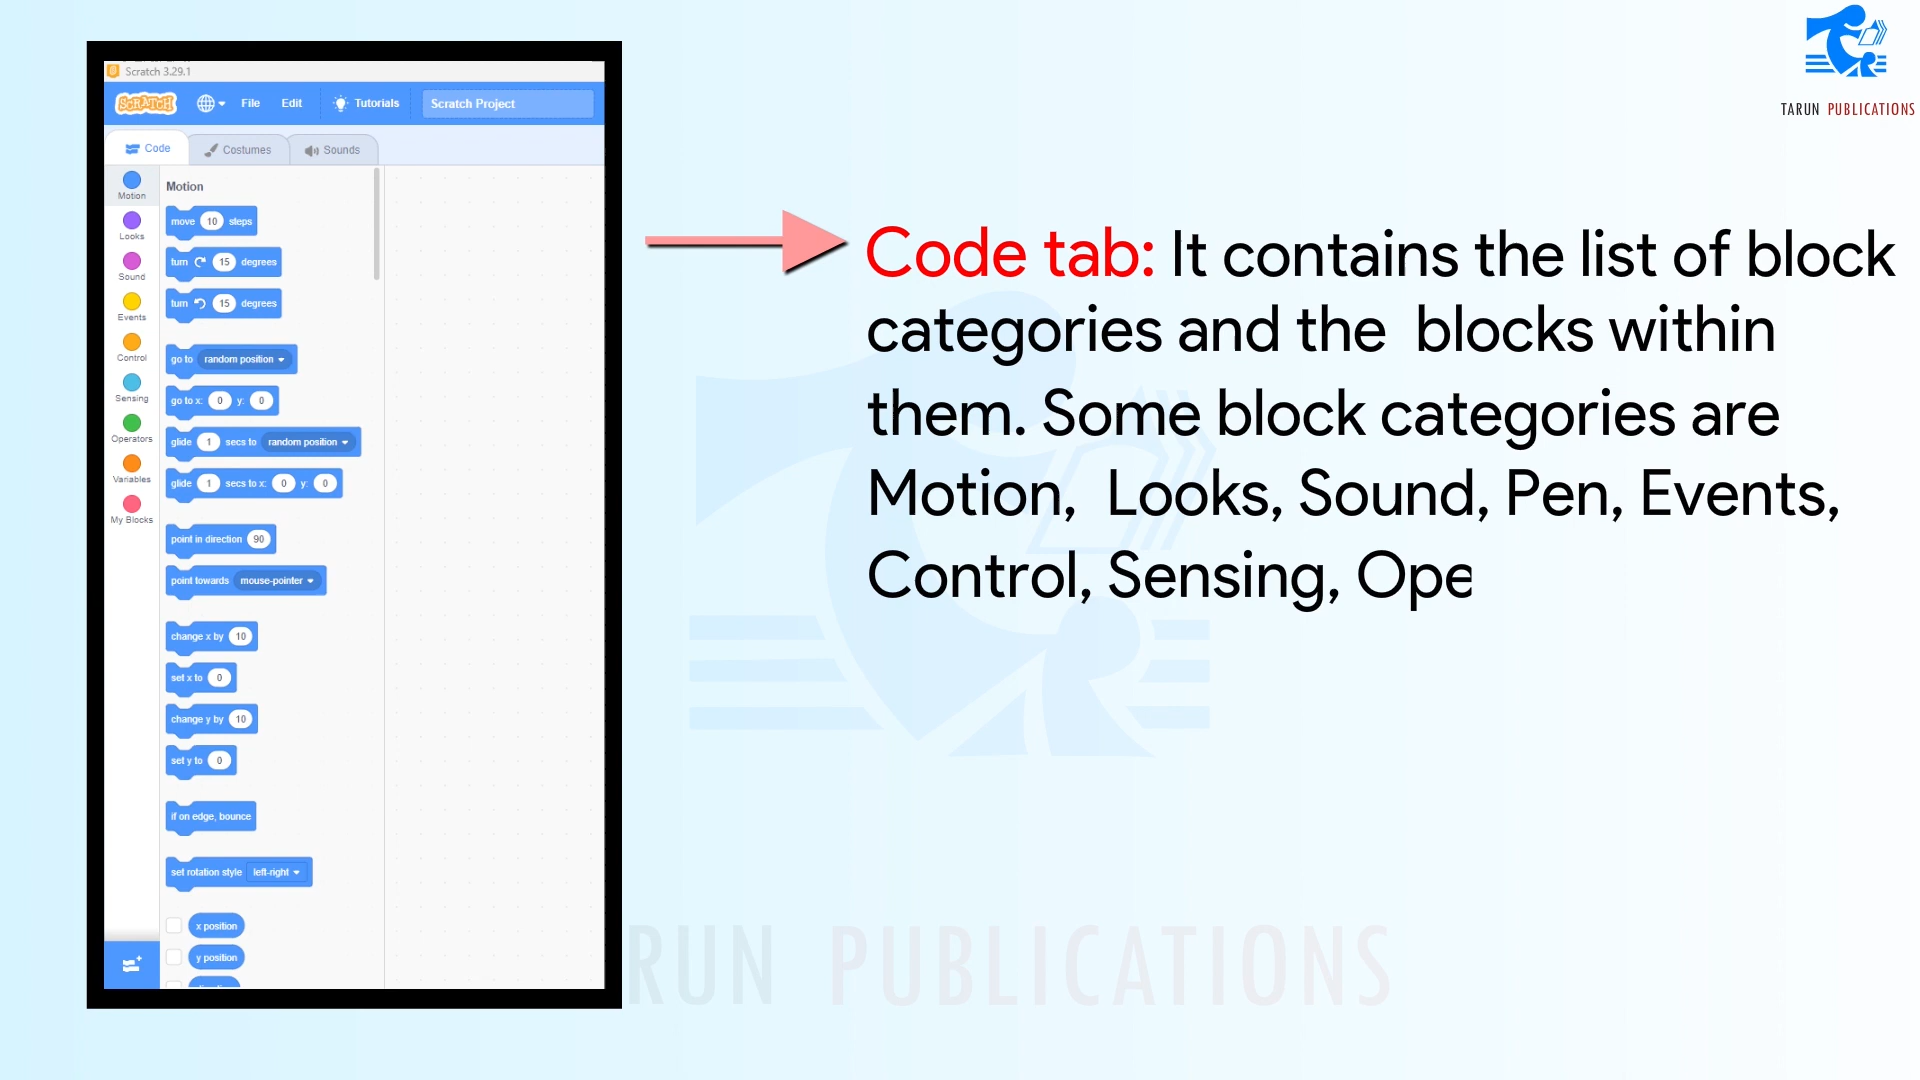 Scratch 3.29.1
SCRATCH File Edit Tutorials Scratch Project
Code Costumes Sounds
Motion
Looks
Sound
Events
Control
Sensing
Operators
Variables
My Blocks
Motion
move 10 steps
turn 15 degrees
turn 15 degrees
go to random position
go to x: 0 y: 0
glide 1 secs to random position
glide 1 secs to x: 0 y: 0
point in direction 90
point towards mouse-pointer
change x by 10
set x to 0
change y by 10
set y to 0
if on edge, bounce
set rotation style left-right
x position
y position
Code tab: It contains the list of block
categories and the blocks within
them. Some block categories are
Motion, Looks, Sound, Pen, Events,
Control, Sensing, Ope
TARUN PUBLICATIONS
RUN PUBLICATIONS